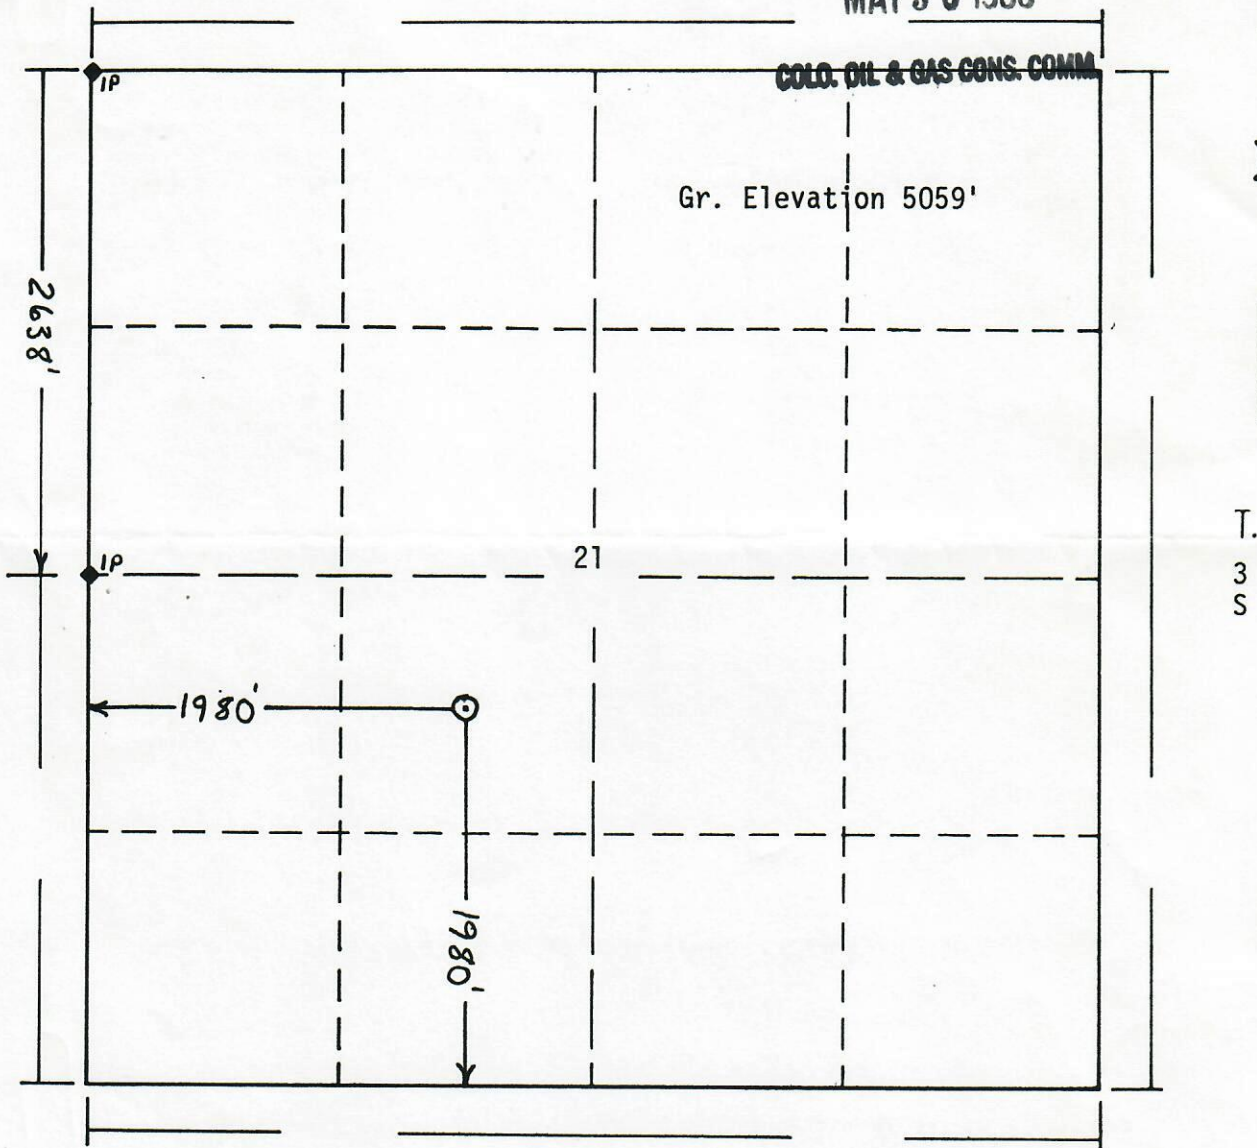 COLO. OIL & GAS CONS. COMM.
IP
Gr. Elevation 5059'
2638'
IP
21
T.
3
S
1980'
1980'